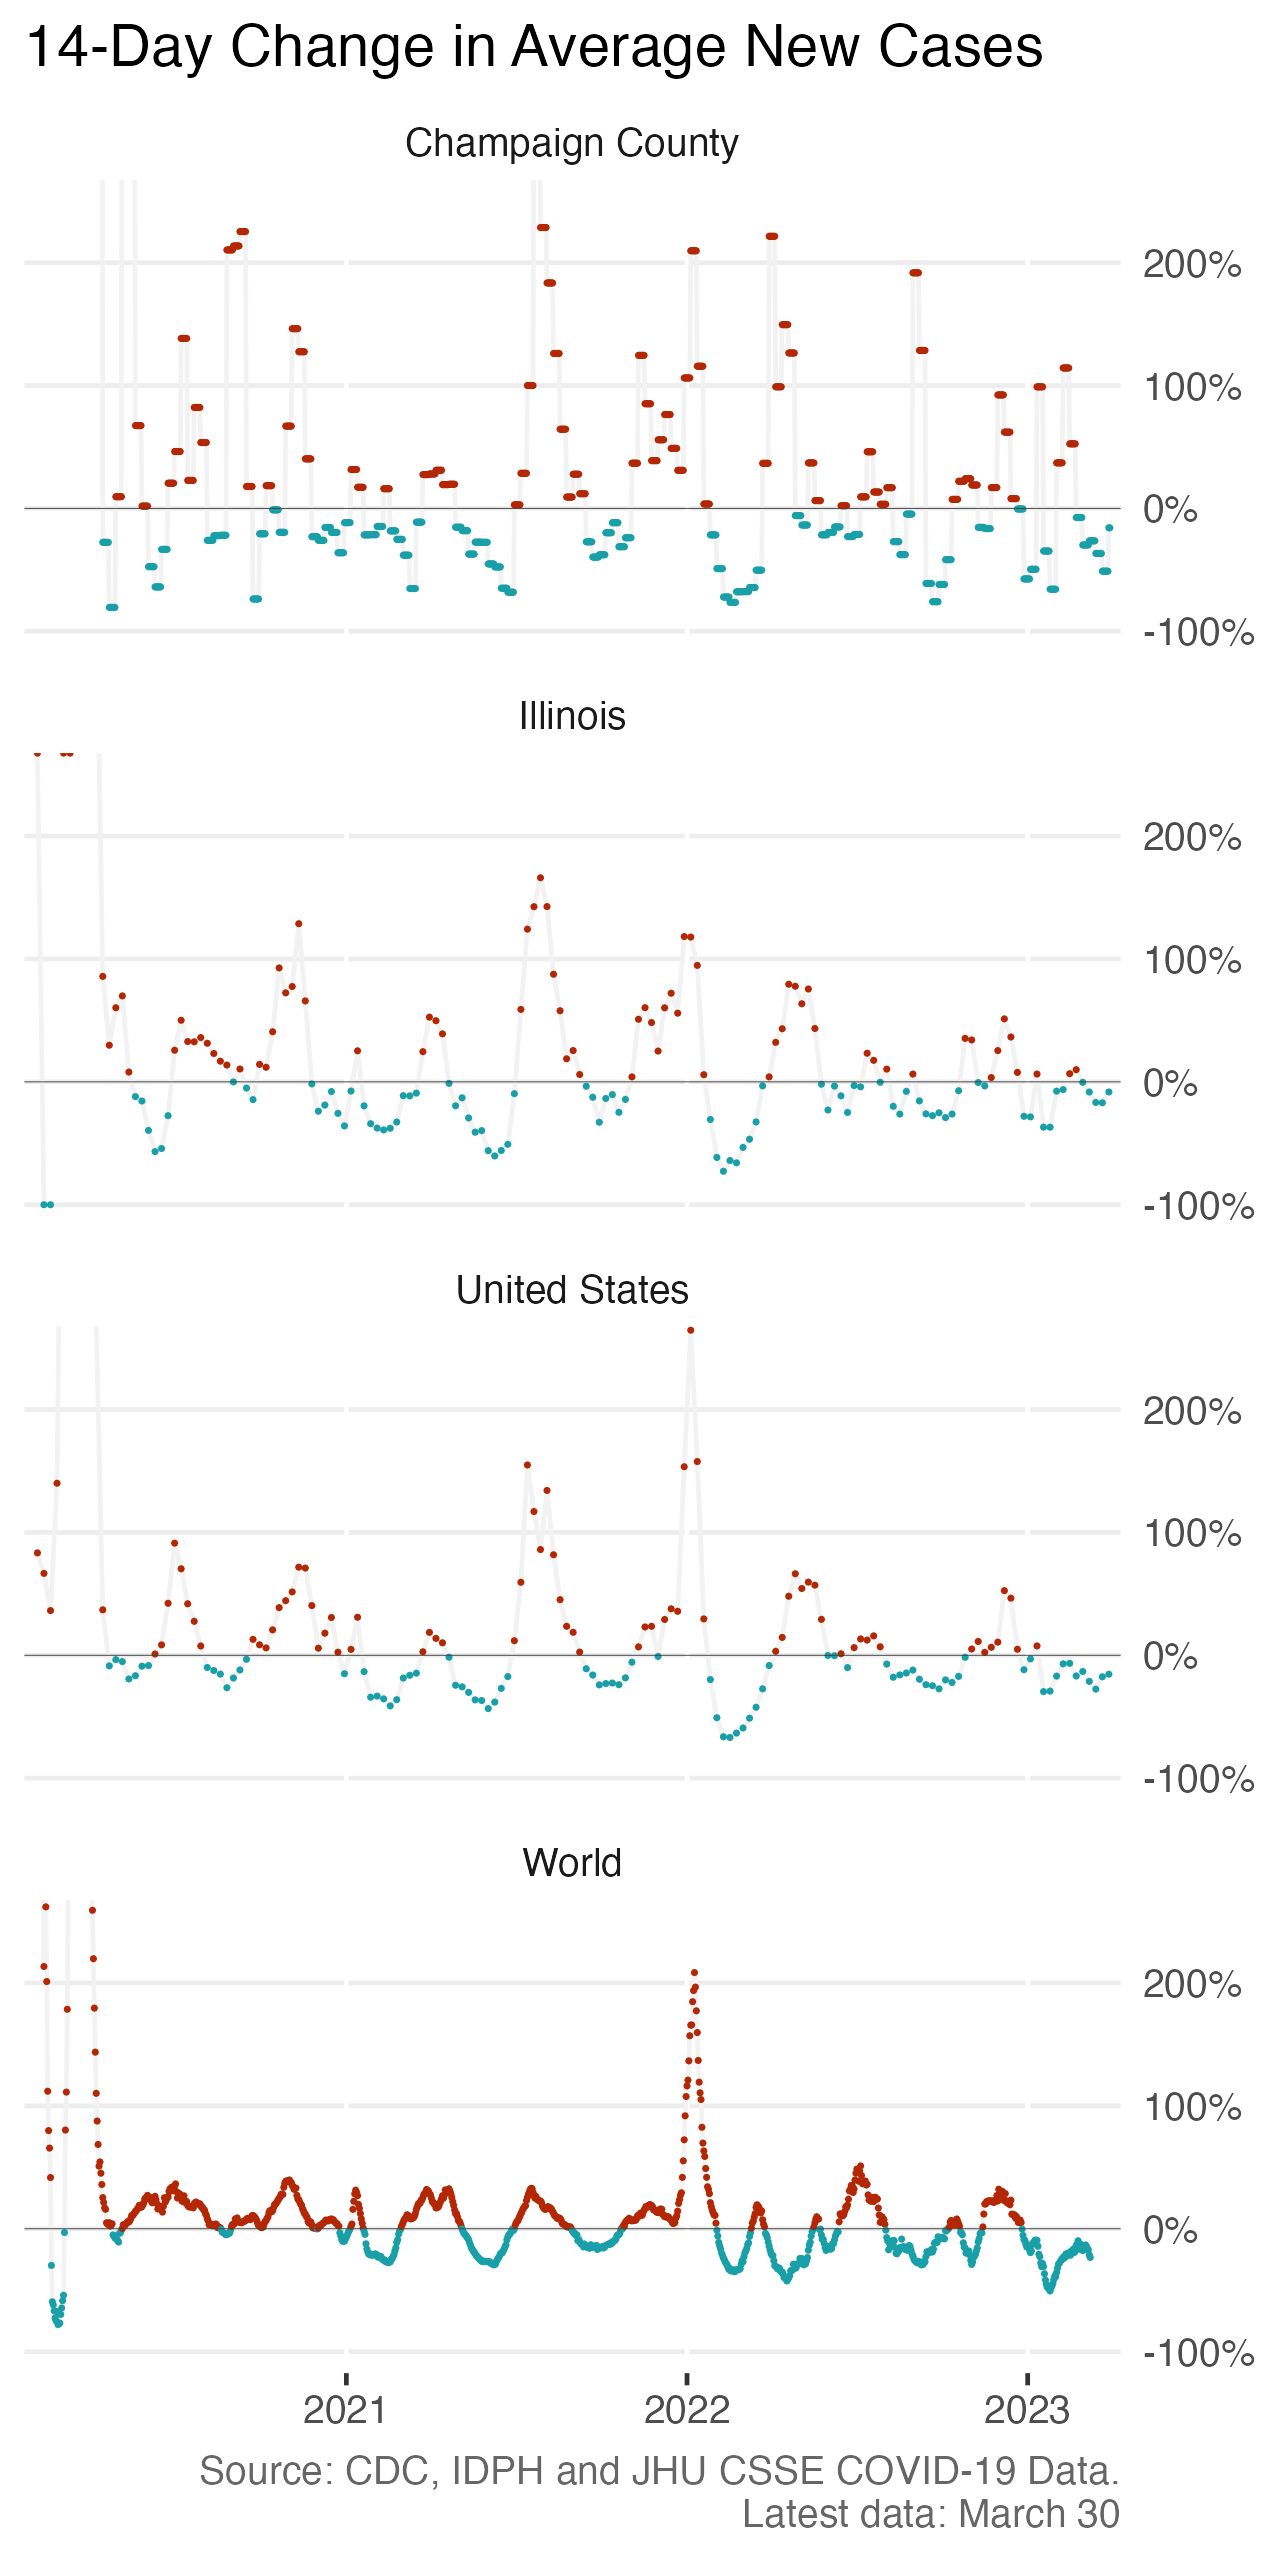 14-Day Change in Average New Cases
Champaign County
200%
100%
0%
-100%
Illinois
200%
100%
0%
-100%
United States
200%
100%
0%
-100%
World
200%
100%
0%
-100%
2021 2022 2023
Source: CDC, IDPH and JHU CSSE COVID-19 Data.
Latest data: March 30